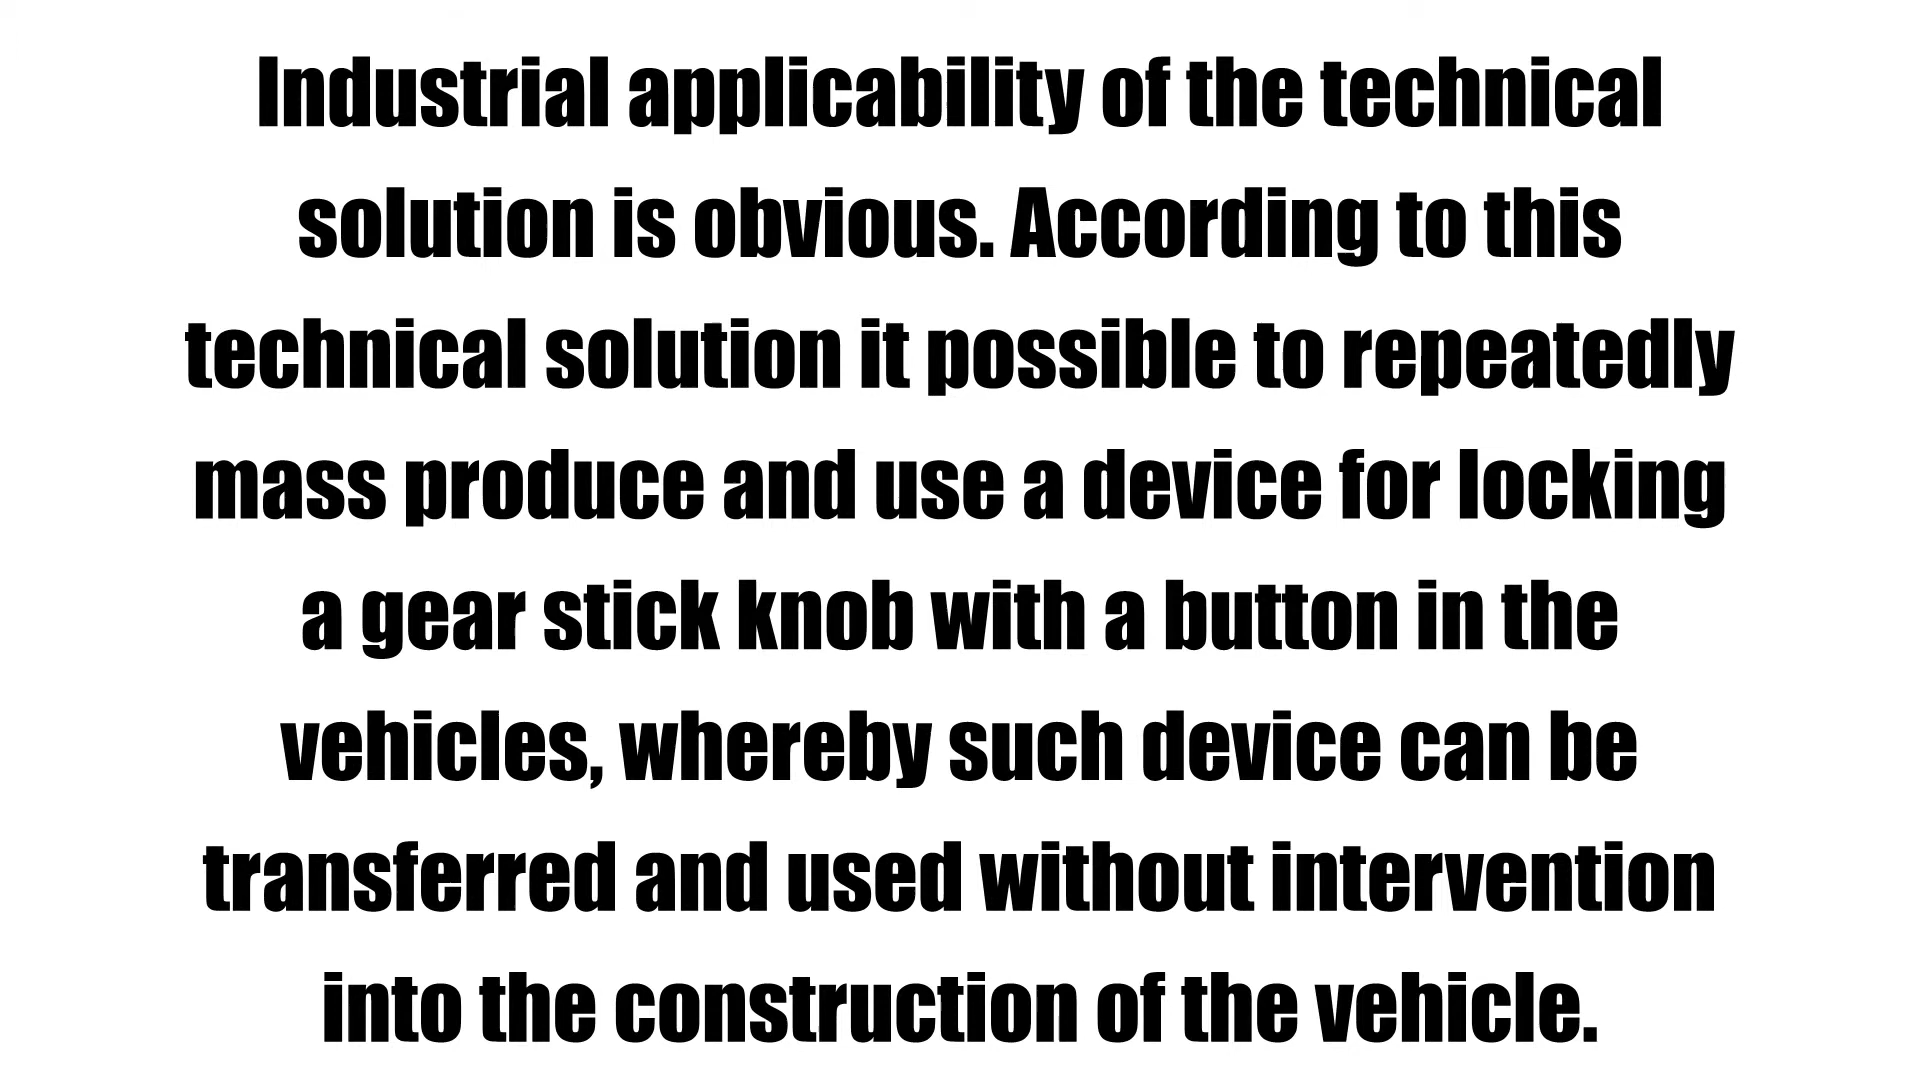 Industrial applicability of the technical
solution is obvious. According to this
technical solution it possible to repeatedly
mass produce and use a device for locking
a gear stick knob with a button in the
vehicles, whereby such device can be
transferred and used without intervention
into the construction of the vehicle.